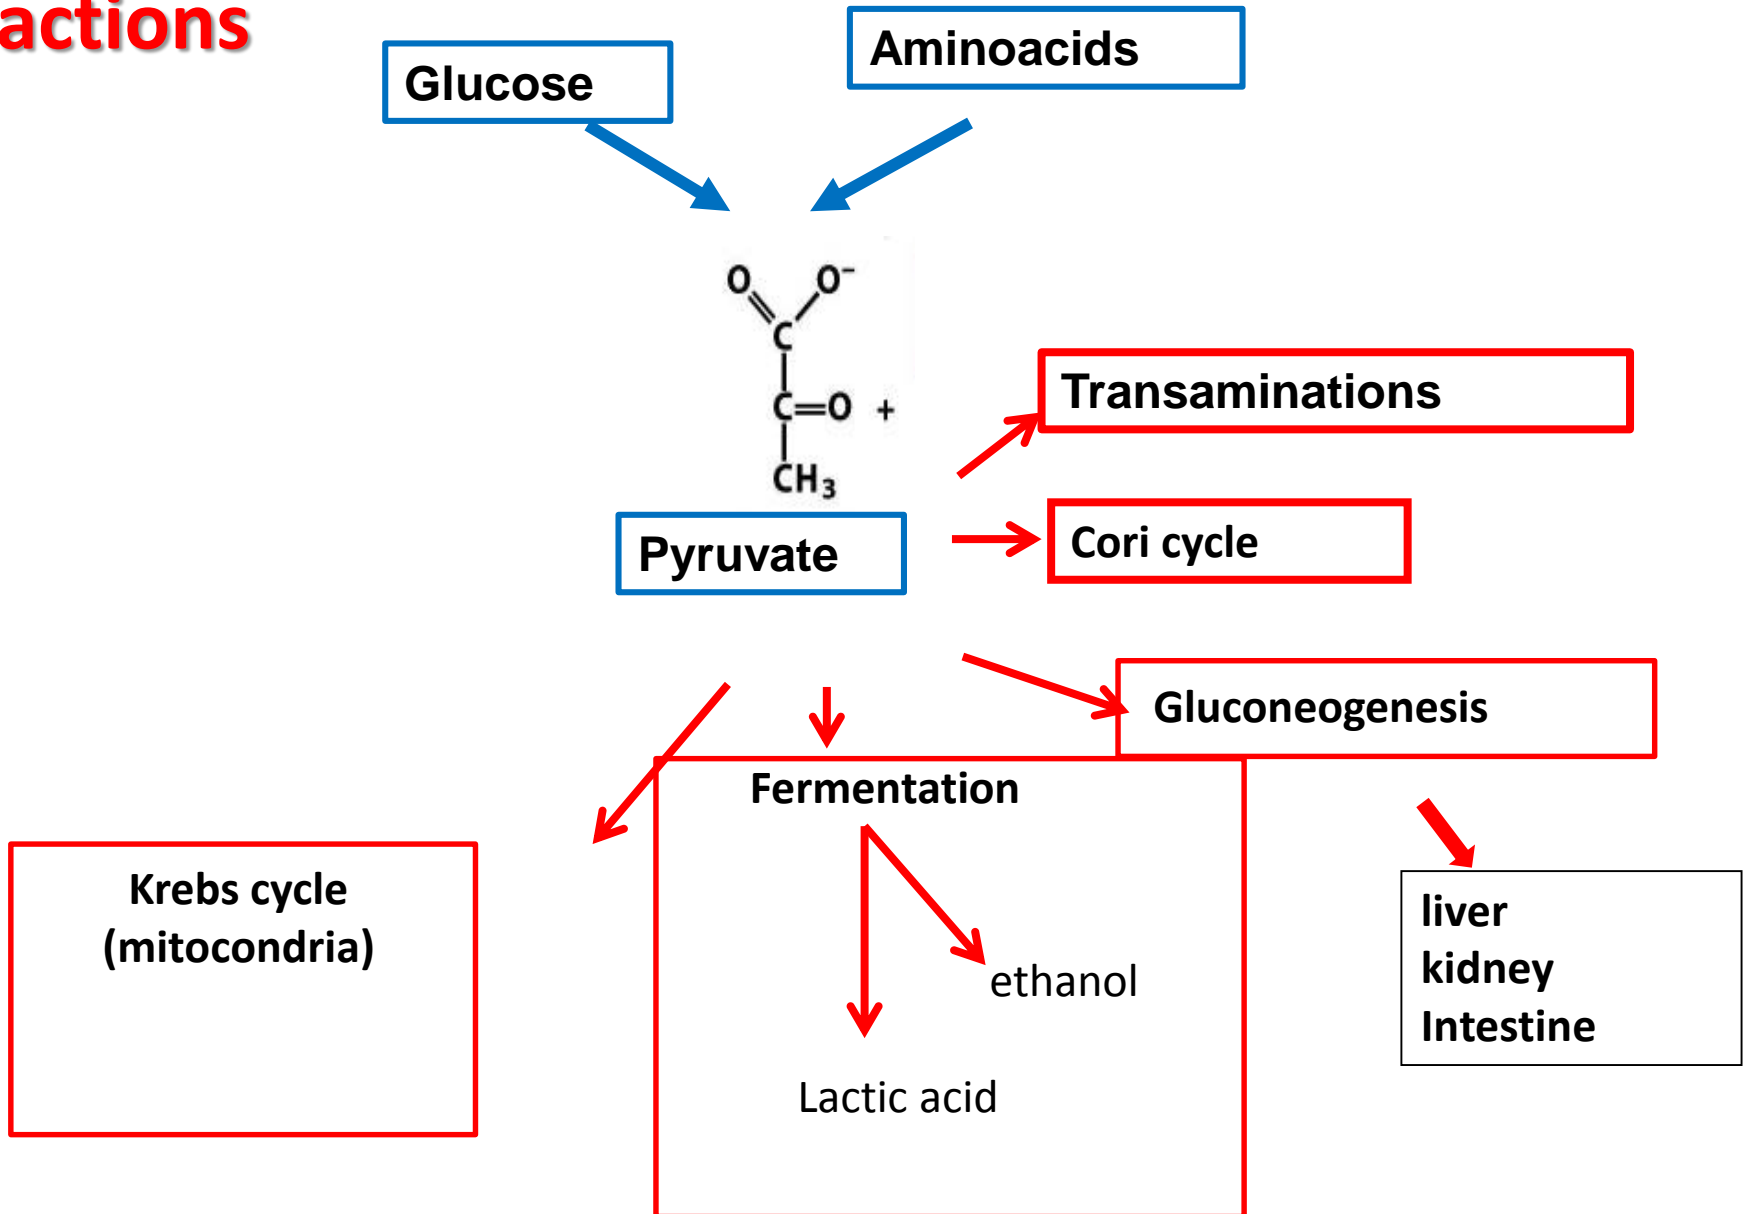 actions
Glucose
Aminoacids
O O⁻
C
C=O +
CH₃
Pyruvate
Transaminations
Cori cycle
Gluconeogenesis
Fermentation
Krebs cycle
(mitocondria)
ethanol
Lactic acid
liver
kidney
Intestine